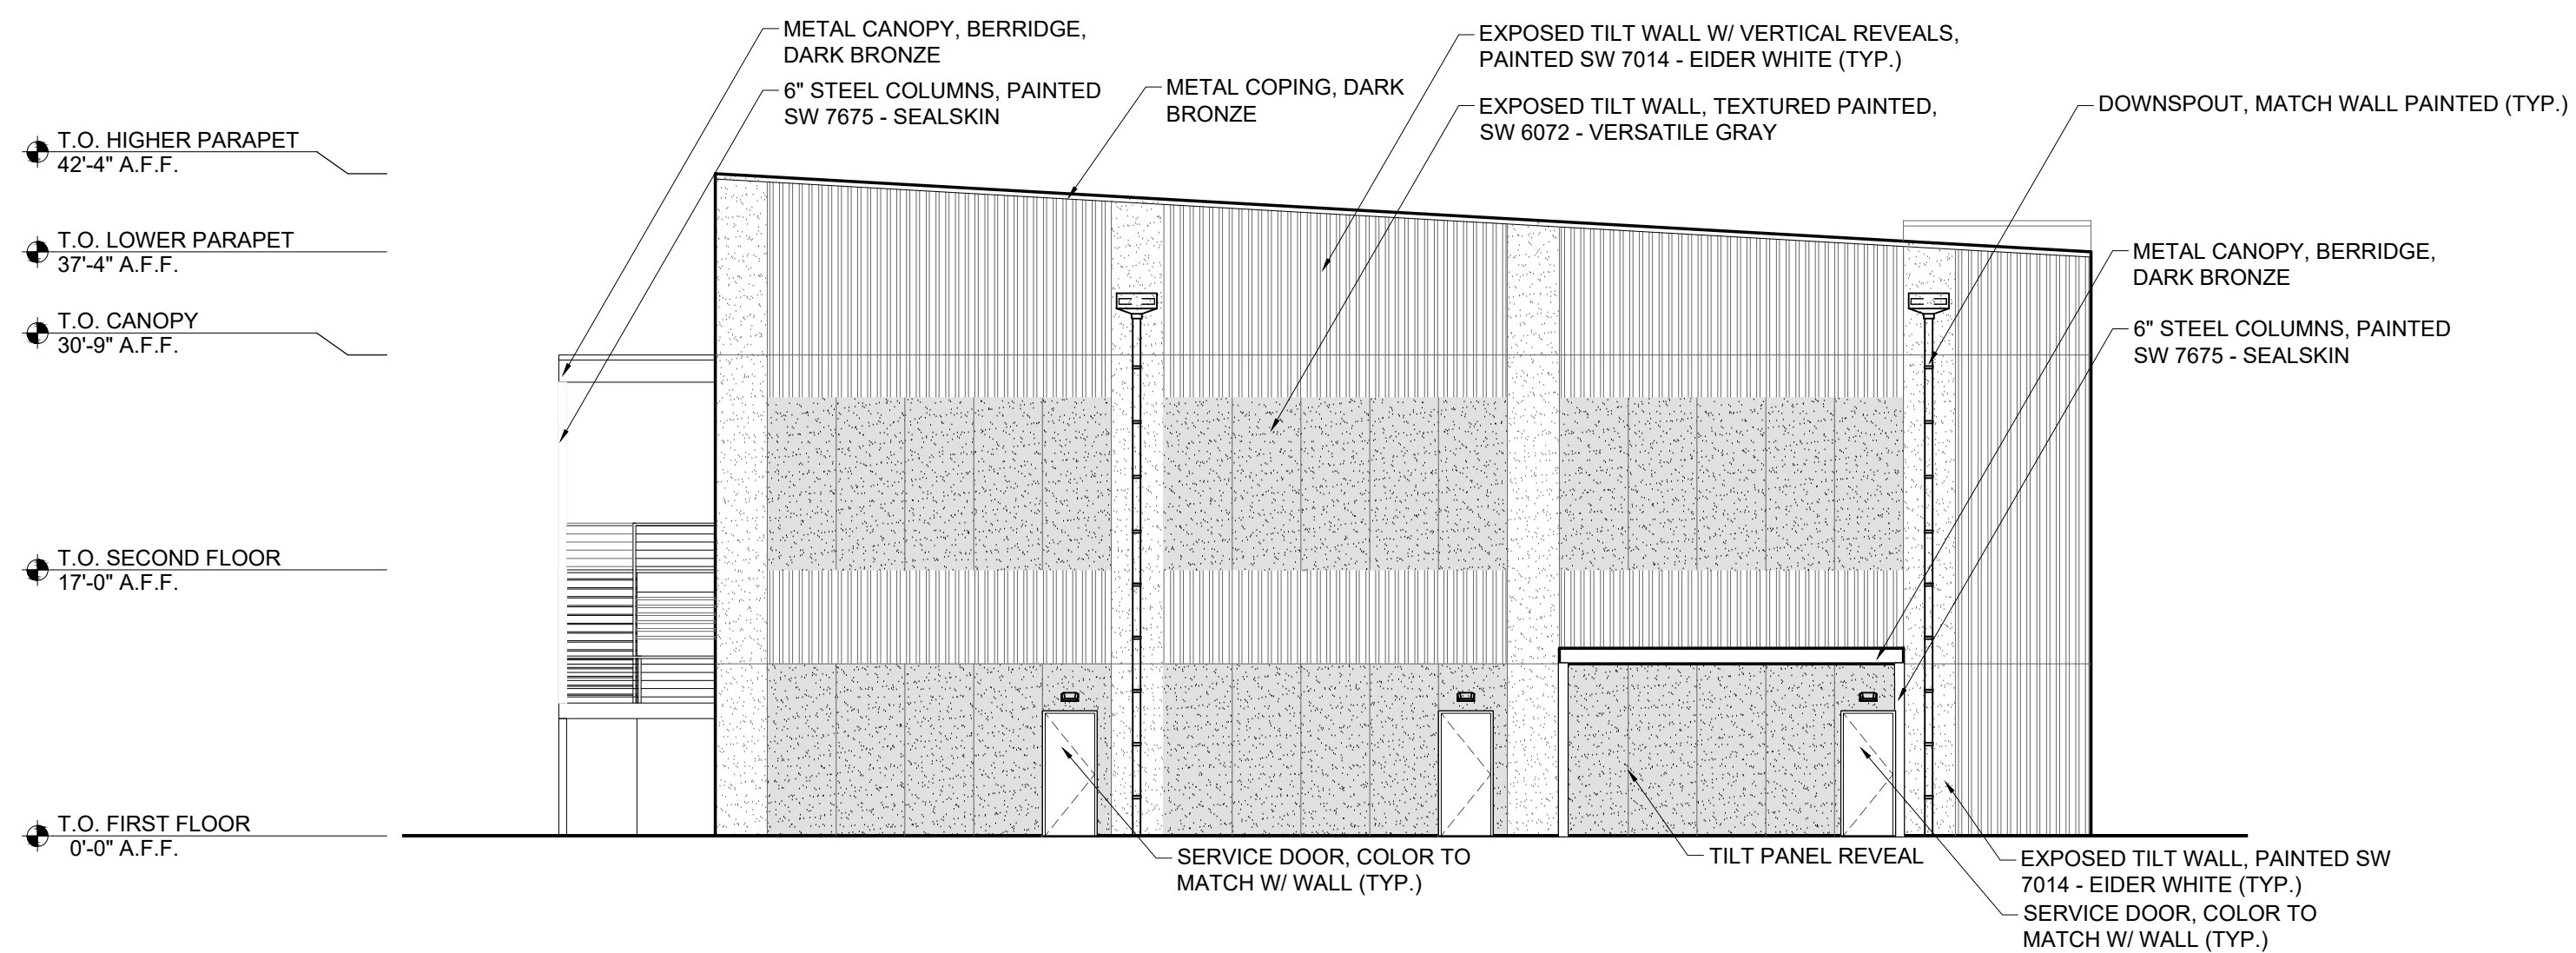 METAL CANOPY, BERRIDGE,
DARK BRONZE
6" STEEL COLUMNS, PAINTED
SW 7675 - SEALSKIN
METAL COPING, DARK
BRONZE
EXPOSED TILT WALL W/ VERTICAL REVEALS,
PAINTED SW 7014 - EIDER WHITE (TYP.)
EXPOSED TILT WALL, TEXTURED PAINTED,
SW 6072 - VERSATILE GRAY
DOWNSPOUT, MATCH WALL PAINTED (TYP.)
T.O. HIGHER PARAPET
42'-4" A.F.F.
T.O. LOWER PARAPET
37'-4" A.F.F.
T.O. CANOPY
30'-9" A.F.F.
METAL CANOPY, BERRIDGE,
DARK BRONZE
6" STEEL COLUMNS, PAINTED
SW 7675 - SEALSKIN
T.O. SECOND FLOOR
17'-0" A.F.F.
T.O. FIRST FLOOR
0'-0" A.F.F.
SERVICE DOOR, COLOR TO
MATCH W/ WALL (TYP.)
TILT PANEL REVEAL
EXPOSED TILT WALL, PAINTED SW
7014 - EIDER WHITE (TYP.)
SERVICE DOOR, COLOR TO
MATCH W/ WALL (TYP.)